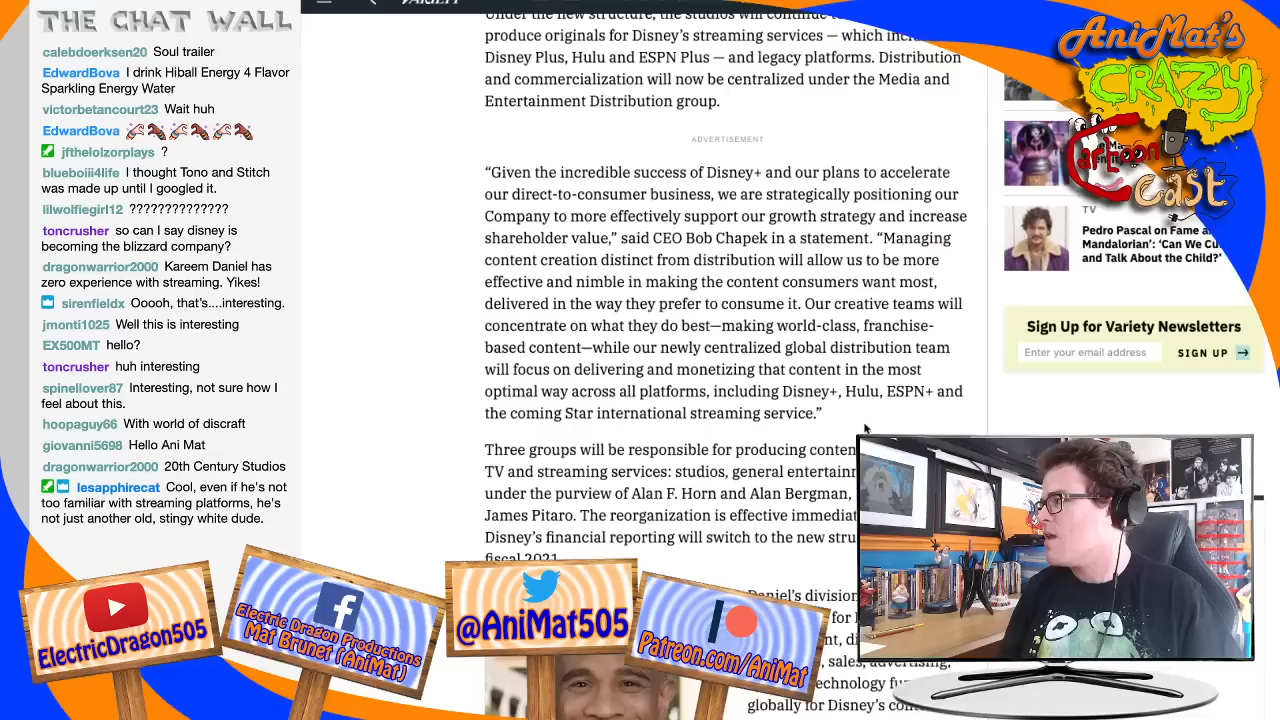 THE CHAT WALL
calebdoerksen20 Soul trailer
EdwardBova I drink Hiball Energy 4 Flavor
Sparkling Energy Water
victorbetancourt23 Wait huh
EdwardBova
jfthelolzorplays ?
blueboiii4life I thought Tono and Stitch
was made up until I googled it.
lilwolfiegirl12 ??????????????
toncrusher so can I say disney is
becoming the blizzard company?
dragonwarrior2000 Kareem Daniel has
zero experience with streaming. Yikes!
sirenfieldx Ooooh, that's....interesting.
jmonti1025 Well this is interesting
EX500MT hello?
toncrusher huh interesting
spinellover87 Interesting, not sure how I
feel about this.
hoopaguy66 With world of discraft
giovanni5698 Hello Ani Mat
dragonwarrior2000 20th Century Studios
lesapphirecat Cool, even if he's not
too familiar with streaming platforms, he's
not just another old, stingy white dude.
VARIETY
Under the new structure, the studios will continue to
produce originals for Disney's streaming services — which
Disney Plus, Hulu and ESPN Plus — and legacy platforms. Distribution
and commercialization will now be centralized under the Media and
Entertainment Distribution group.
ADVERTISEMENT
“Given the incredible success of Disney+ and our plans to accelerate
our direct-to-consumer business, we are strategically positioning our
Company to more effectively support our growth strategy and increase
shareholder value,” said CEO Bob Chapek in a statement. “Managing
content creation distinct from distribution will allow us to be more
effective and nimble in making the content consumers want most,
delivered in the way they prefer to consume it. Our creative teams will
concentrate on what they do best—making world-class, franchise-
based content—while our newly centralized global distribution team
will focus on delivering and monetizing that content in the most
optimal way across all platforms, including Disney+, Hulu, ESPN+ and
the coming Star international streaming service.”
Three groups will be responsible for producing
TV and streaming services: studios, general
under the purview of Alan F. Horn and Alan Bergman,
James Pitaro. The reorganization is effective
Disney's financial reporting will switch to the new
fiscal 2021.
Daniel's division
for
sales, advertising,
technology
globally for Disney's
AniMat's
CRAZY
Cartoon
Cast
TV
Pedro Pascal on Fame
Mandalorian': ‘Can We
and Talk About the Child?’
Sign Up for Variety Newsletters
Enter your email address
SIGN UP →
ElectricDragon505
Electric Dragon Productions
Mat Brunet (AniMat)
@AniMat505
Patreon.com/AniMat